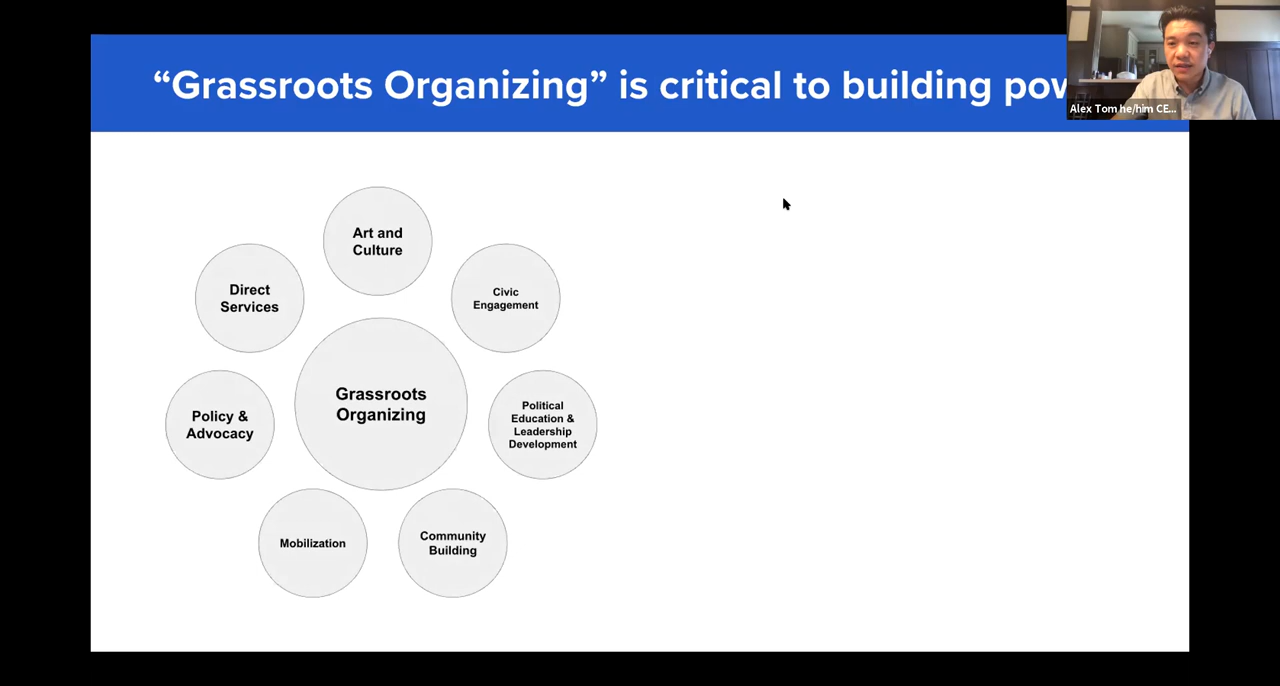 “Grassroots Organizing” is critical to building pow
Alex Tom he/him CE...
Art and
Culture
Direct
Services
Civic
Engagement
Grassroots
Organizing
Policy &
Advocacy
Political
Education &
Leadership
Development
Mobilization
Community
Building